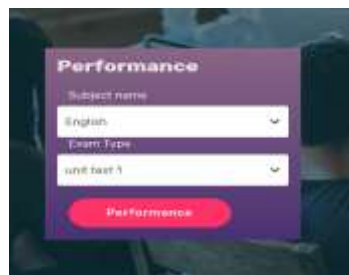 Performance
Subject name
English
Exam Type
unit test 1
Performance